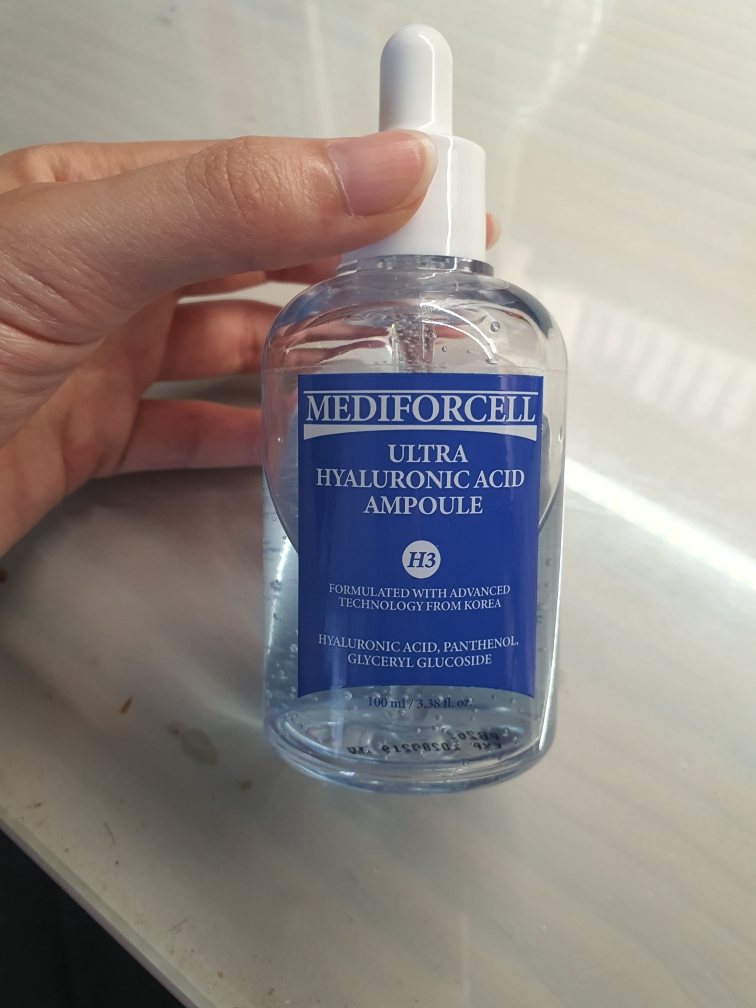 MEDIFORCELL
ULTRA
HYALURONIC ACID
AMPOULE
H3
FORMULATED WITH ADVANCED
TECHNOLOGY FROM KOREA
HYALURONIC ACID, PANTHENOL,
GLYCERYL GLUCOSIDE
100 ml / 3.38 fl. oz
EXP